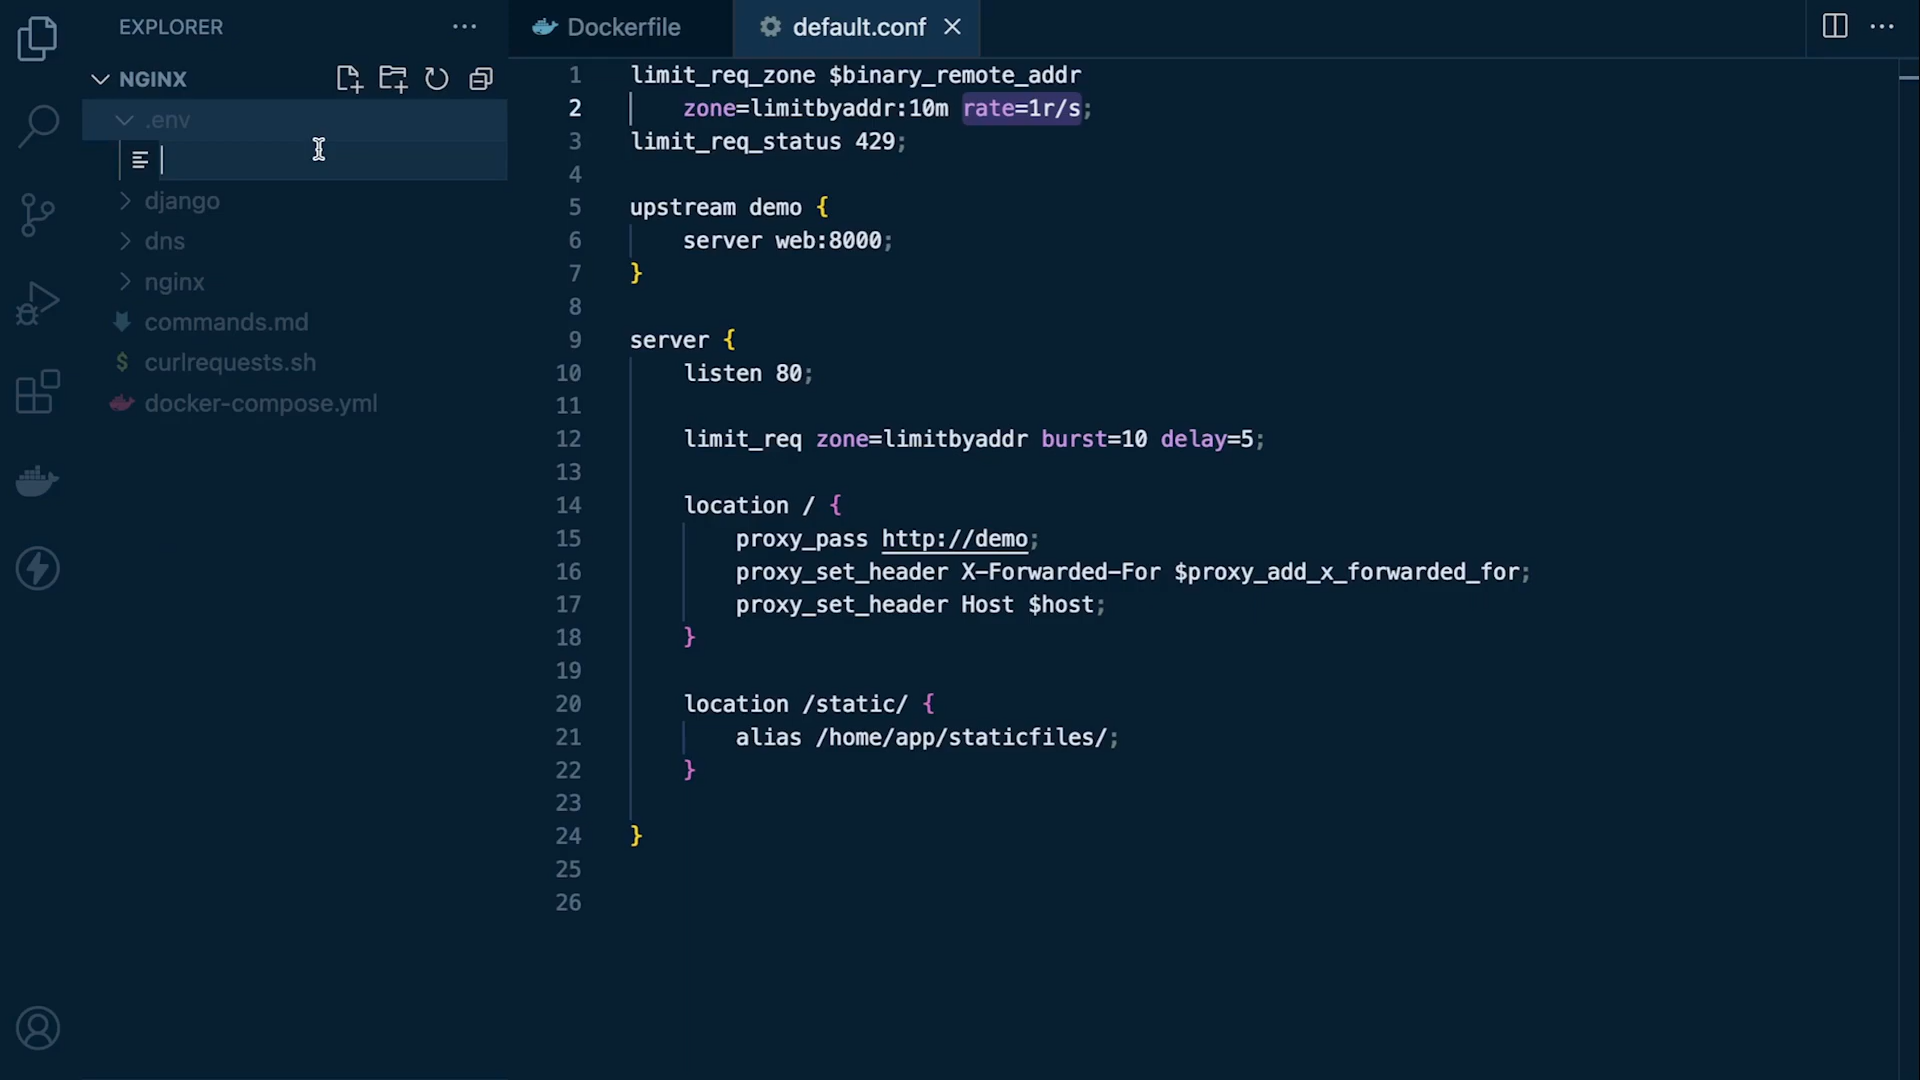 EXPLORER
NGINX
.env
django
dns
nginx
commands.md
$ curlrequests.sh
docker-compose.yml
Dockerfile
default.conf
1 limit_req_zone $binary_remote_addr
2 zone=limitbyaddr:10m rate=1r/s;
3 limit_req_status 429;
4
5 upstream demo {
6 server web:8000;
7 }
8
9 server {
10 listen 80;
11
12 limit_req zone=limitbyaddr burst=10 delay=5;
13
14 location / {
15 proxy_pass http://demo;
16 proxy_set_header X-Forwarded-For $proxy_add_x_forwarded_for;
17 proxy_set_header Host $host;
18 }
19
20 location /static/ {
21 alias /home/app/staticfiles/;
22 }
23
24 }
25
26